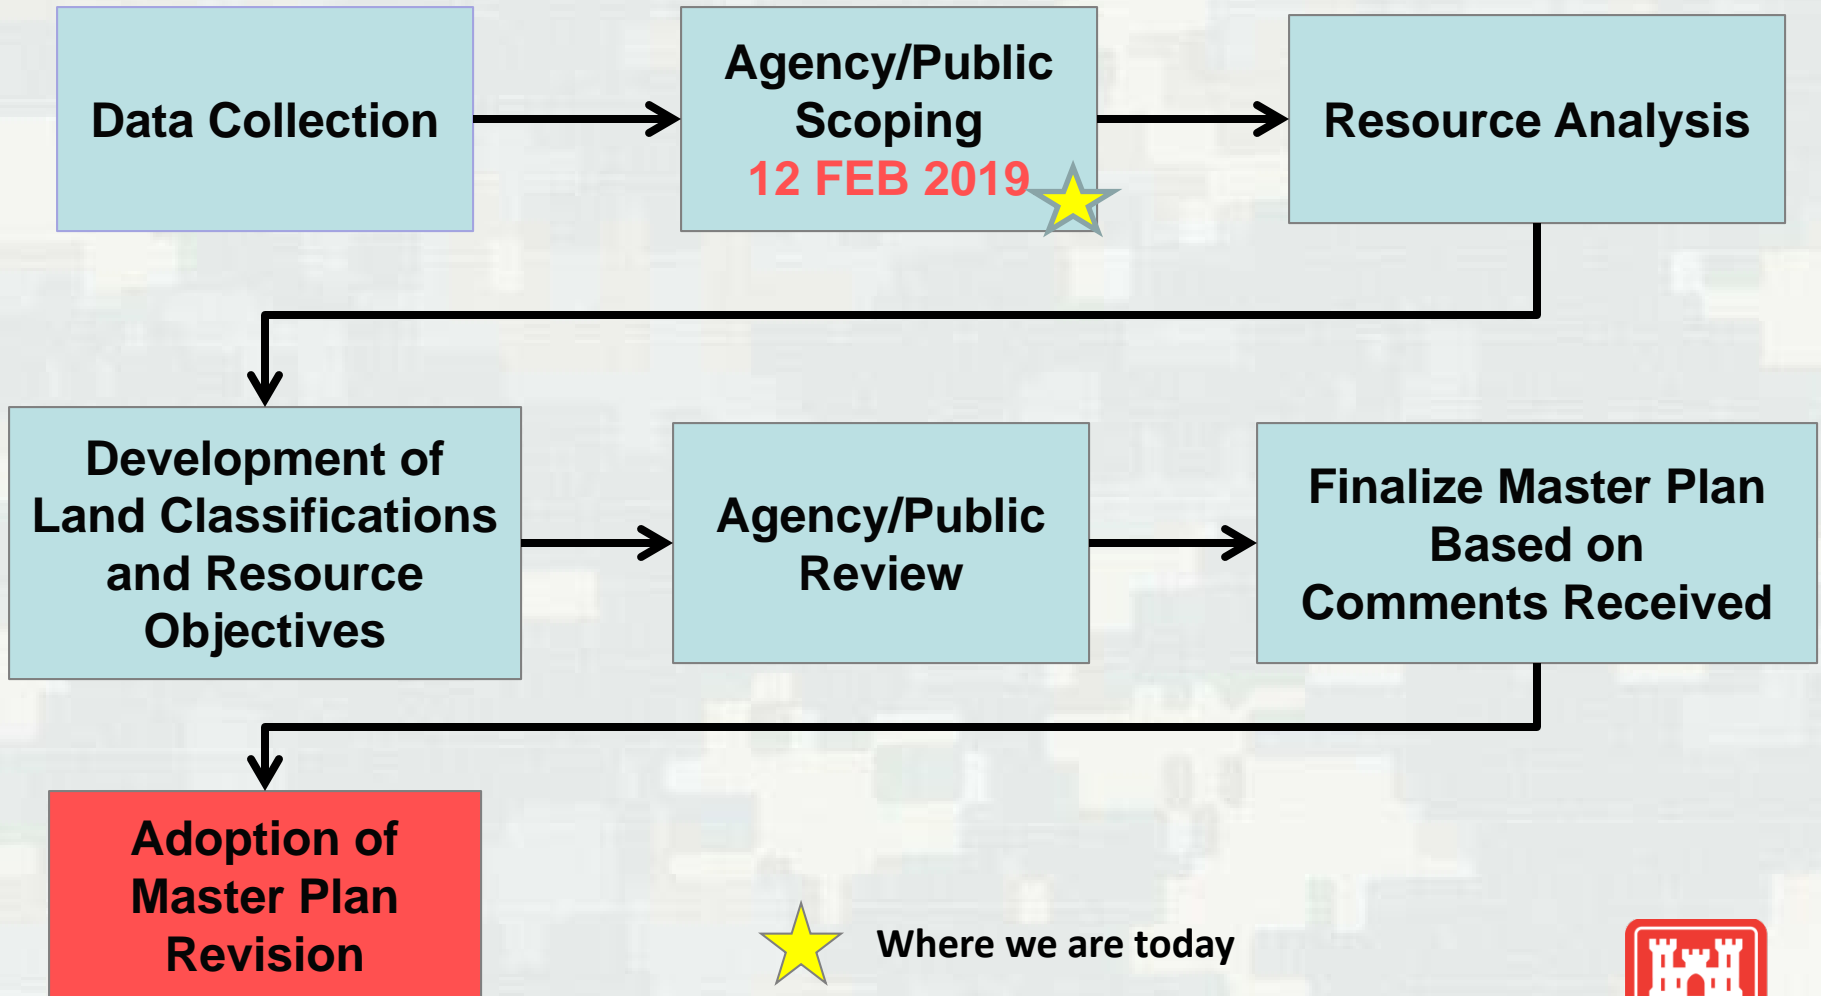 Data Collection
Agency/Public
Scoping
12 FEB 2019
Resource Analysis
Development of
Land Classifications
and Resource
Objectives
Agency/Public
Review
Finalize Master Plan
Based on
Comments Received
Adoption of
Master Plan
Revision
Where we are today